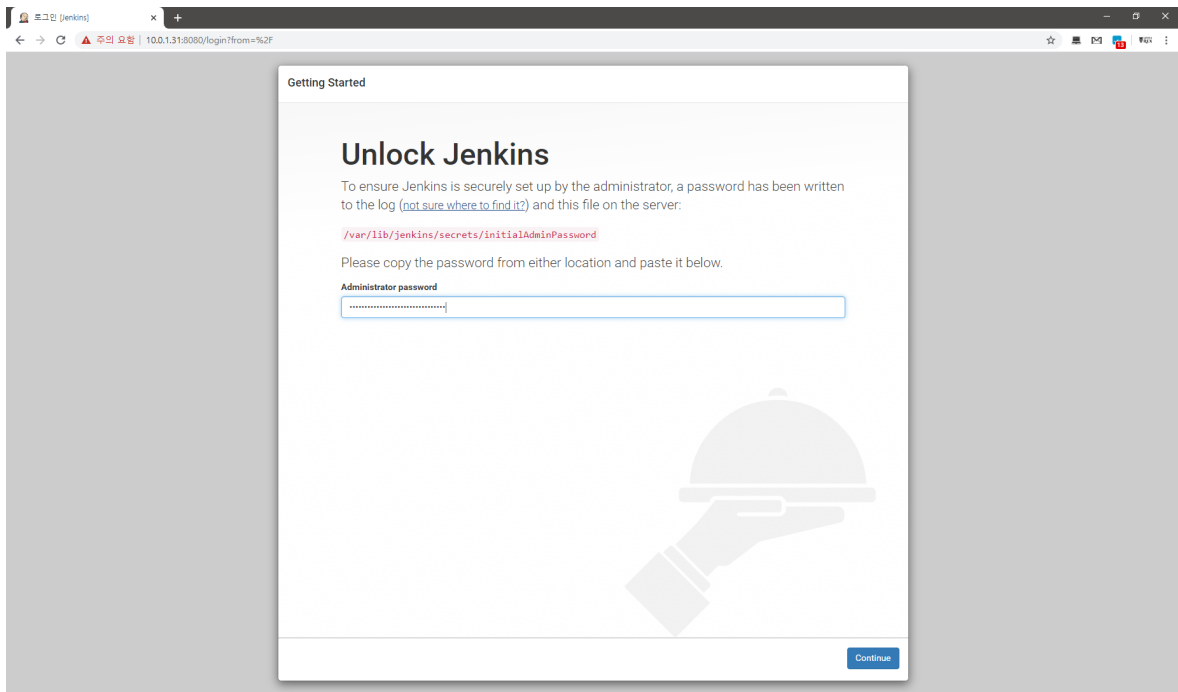 로그인 [Jenkins]
주의 요함 | 10.0.1.31:8080/login?from=%2F
13
Getting Started
Unlock Jenkins
To ensure Jenkins is securely set up by the administrator, a password has been written
to the log (not sure where to find it?) and this file on the server:
/var/lib/jenkins/secrets/initialAdminPassword
Please copy the password from either location and paste it below.
Administrator password
Continue